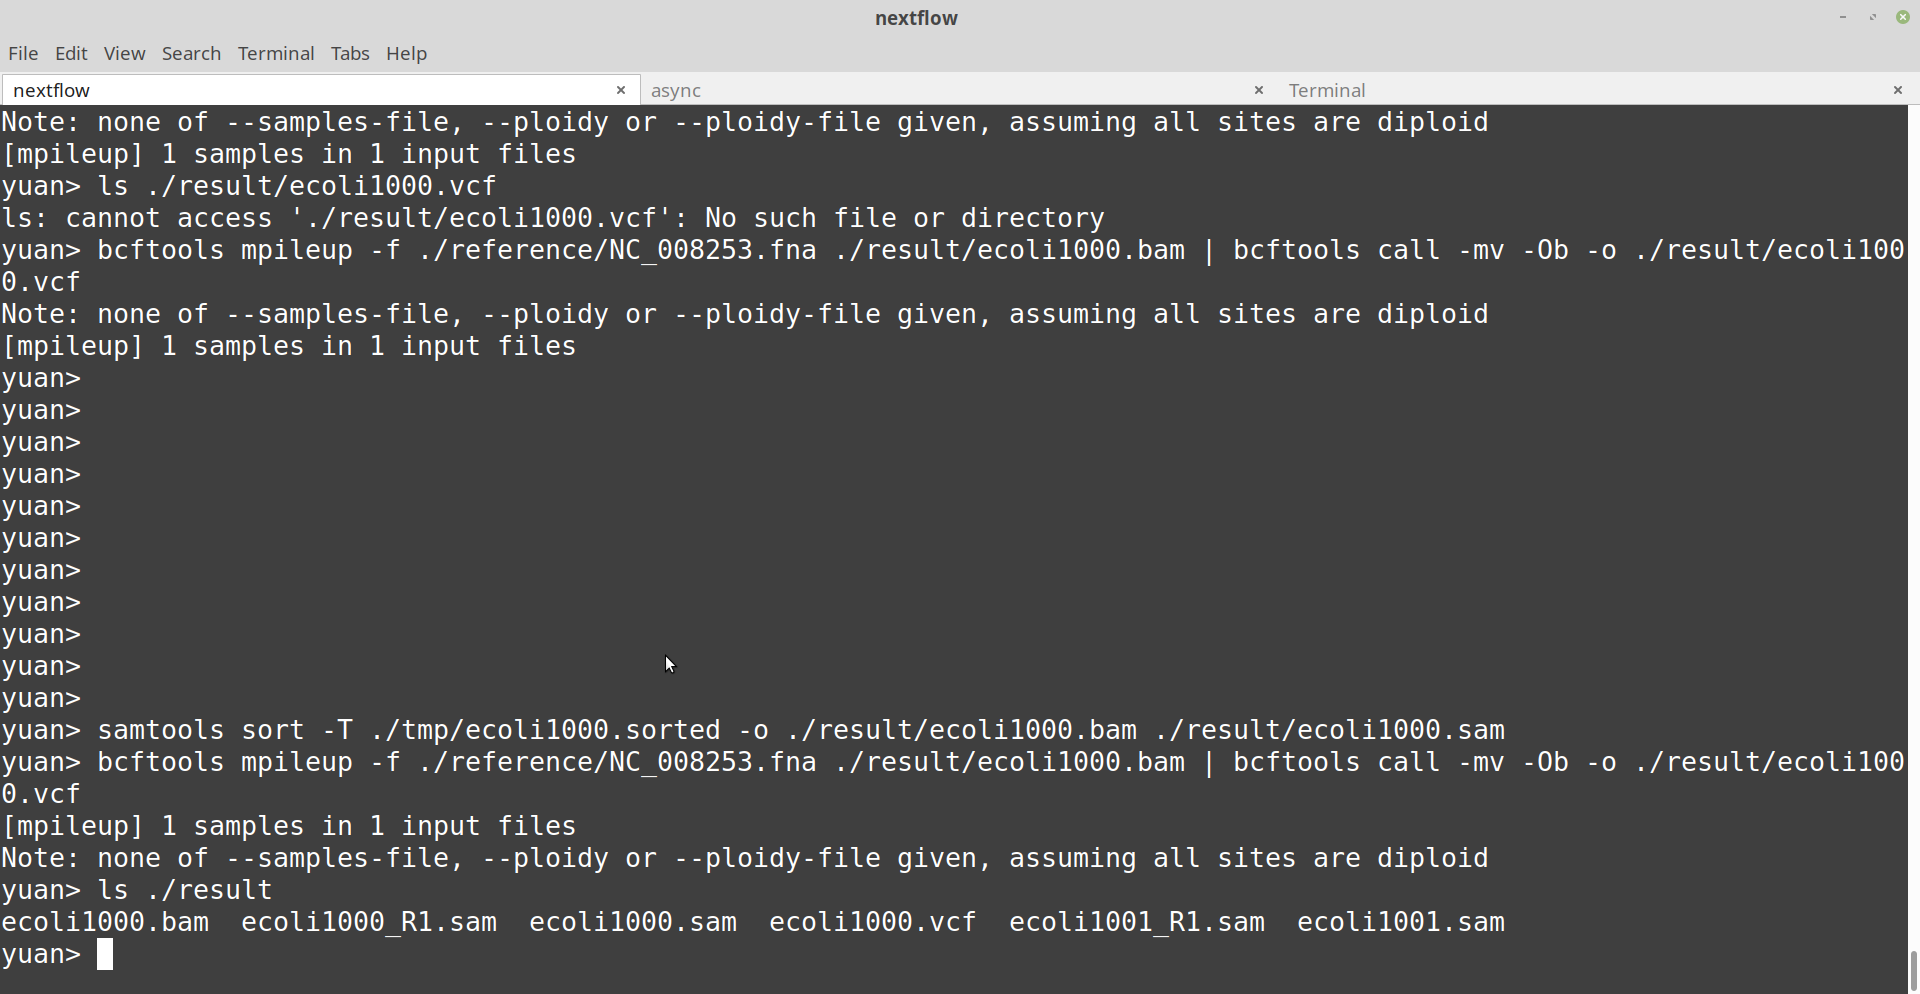 nextflow
File Edit View Search Terminal Tabs Help
nextflow async Terminal
Note: none of --samples-file, --ploidy or --ploidy-file given, assuming all sites are diploid
[mpileup] 1 samples in 1 input files
yuan> ls ./result/ecoli1000.vcf
ls: cannot access './result/ecoli1000.vcf': No such file or directory
yuan> bcftools mpileup -f ./reference/NC_008253.fna ./result/ecoli1000.bam | bcftools call -mv -Ob -o ./result/ecoli100
0.vcf
Note: none of --samples-file, --ploidy or --ploidy-file given, assuming all sites are diploid
[mpileup] 1 samples in 1 input files
yuan>
yuan>
yuan>
yuan>
yuan>
yuan>
yuan>
yuan>
yuan>
yuan>
yuan>
yuan> samtools sort -T ./tmp/ecoli1000.sorted -o ./result/ecoli1000.bam ./result/ecoli1000.sam
yuan> bcftools mpileup -f ./reference/NC_008253.fna ./result/ecoli1000.bam | bcftools call -mv -Ob -o ./result/ecoli100
0.vcf
[mpileup] 1 samples in 1 input files
Note: none of --samples-file, --ploidy or --ploidy-file given, assuming all sites are diploid
yuan> ls ./result
ecoli1000.bam  ecoli1000_R1.sam  ecoli1000.sam  ecoli1000.vcf  ecoli1001_R1.sam  ecoli1001.sam
yuan>